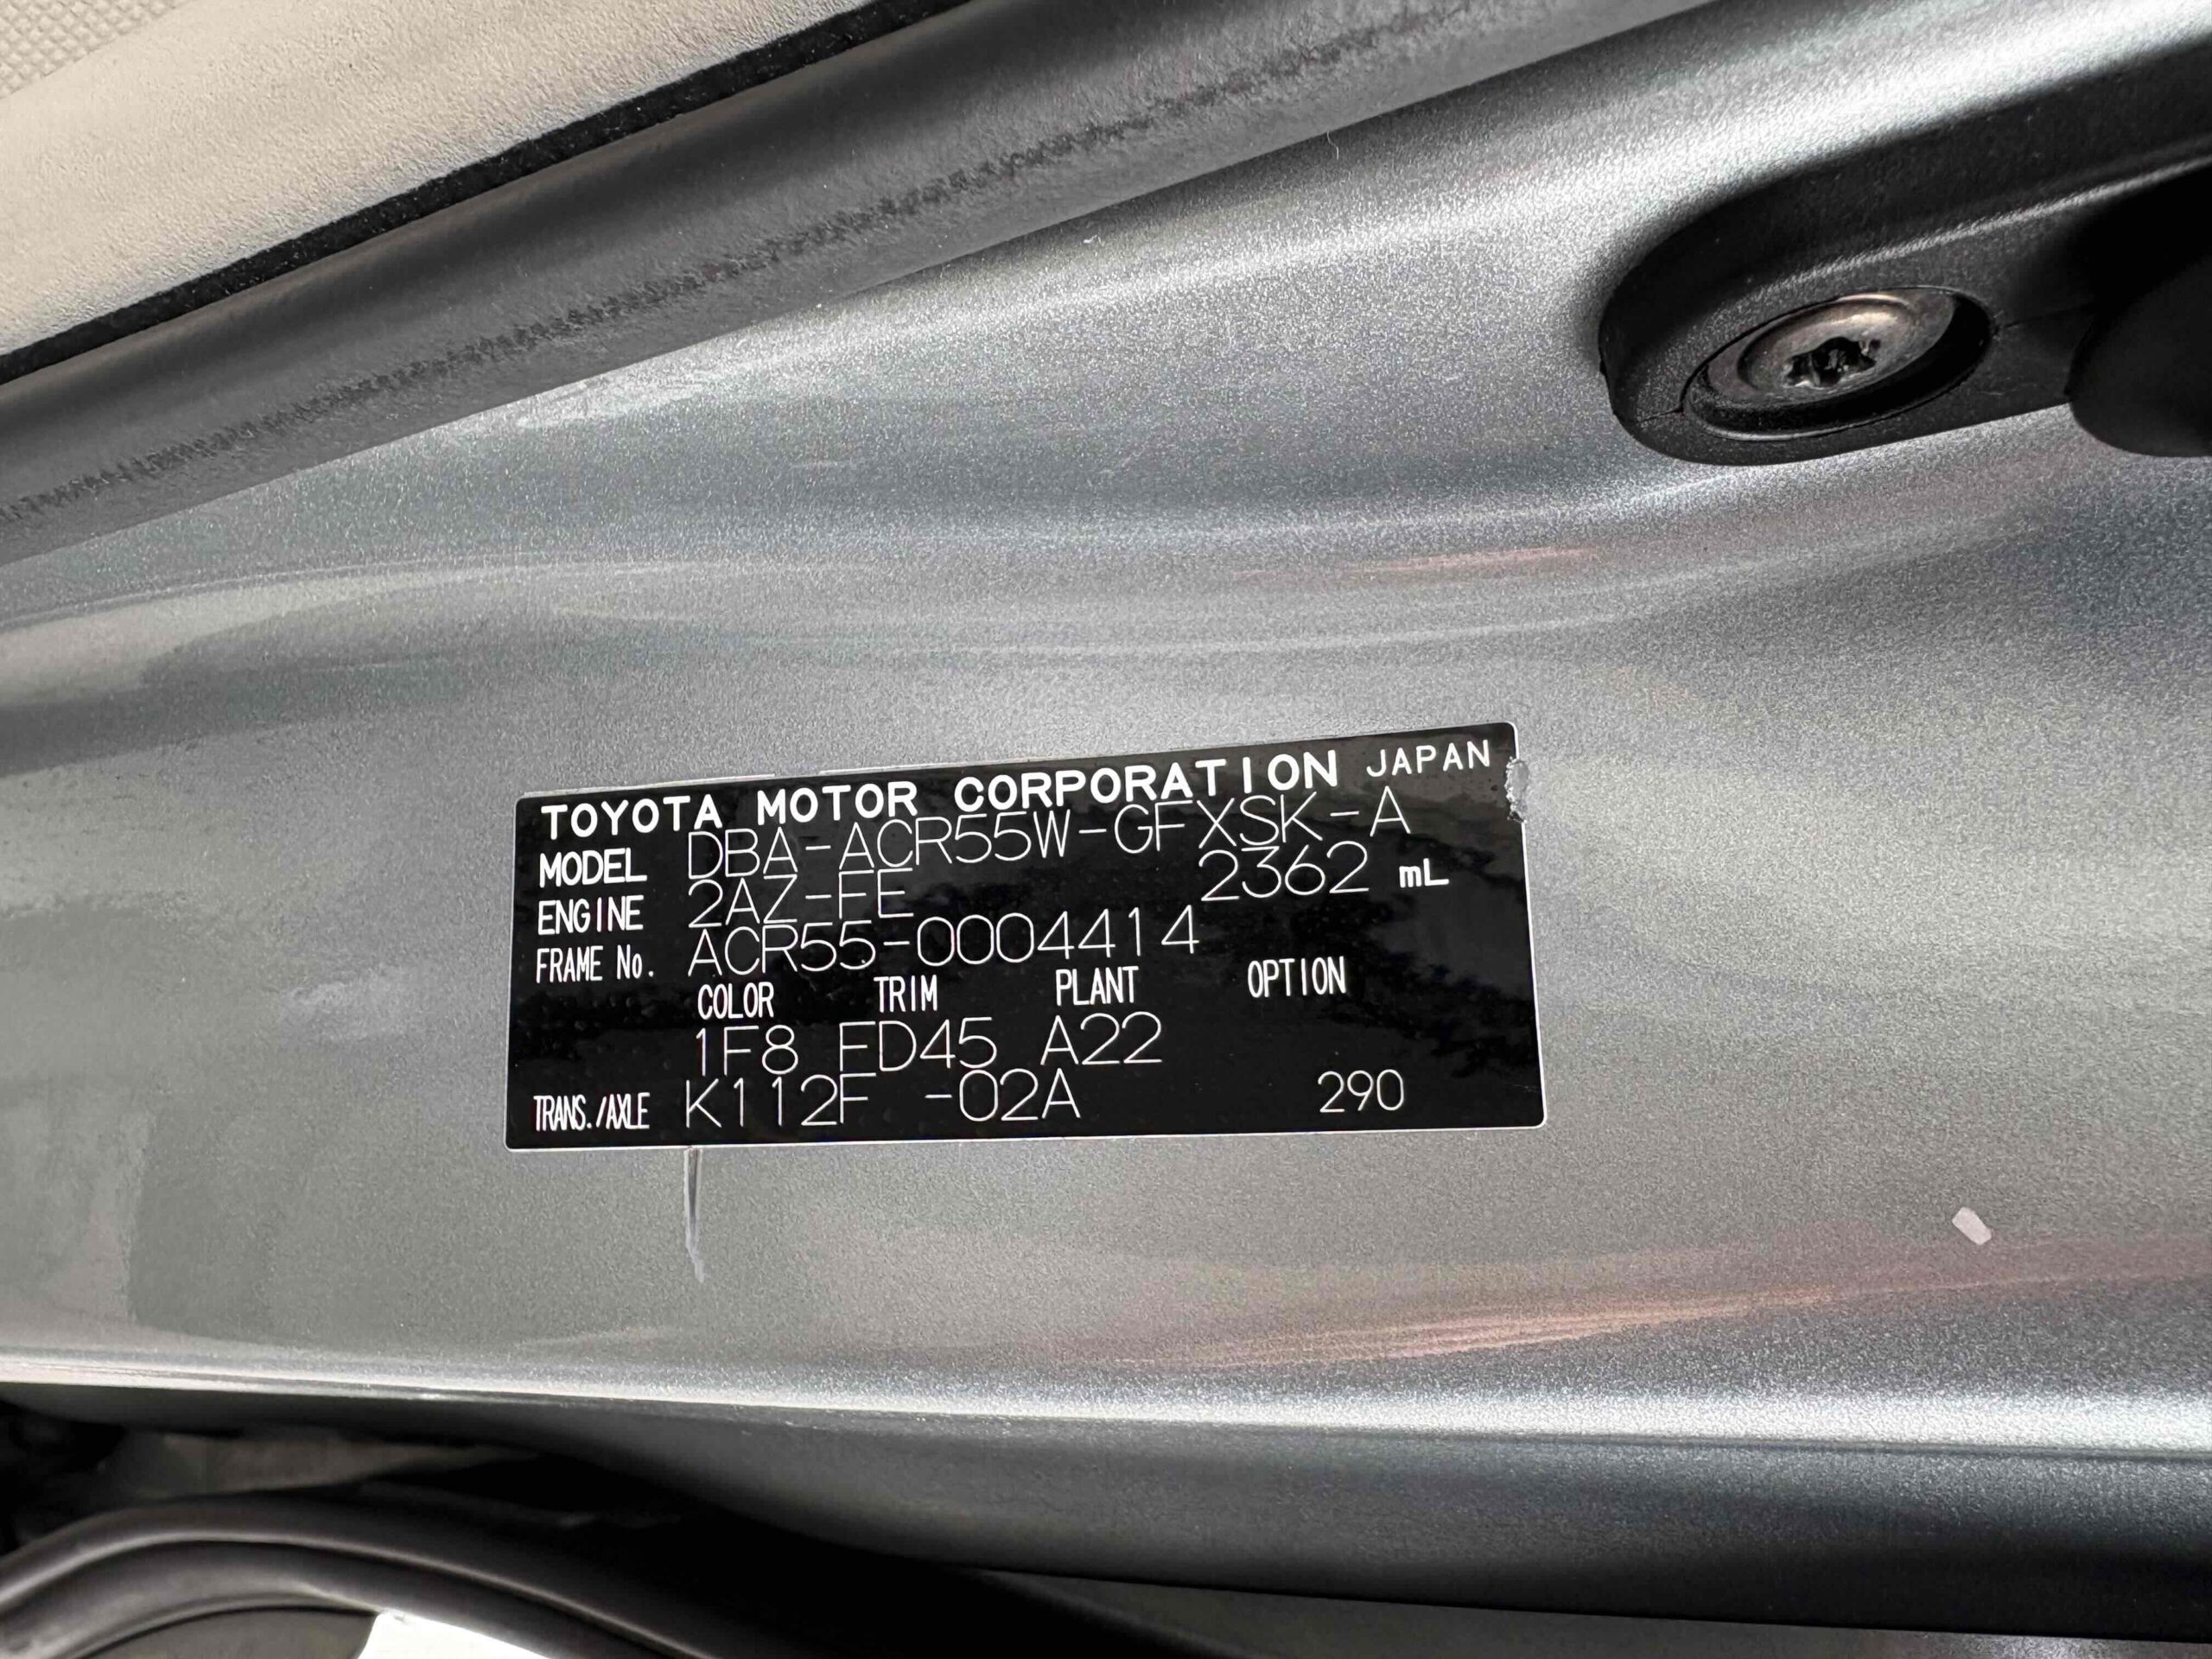 TOYOTA MOTOR CORPORATION JAPAN
MODEL DBA-ACR55W-GFXSK-A
ENGINE 2AZ-FE 2362 mL
FRAME No. ACR55-0004414
COLOR TRIM PLANT OPTION
1F8 FD45 A22
TRANS./AXLE K112F -02A 290